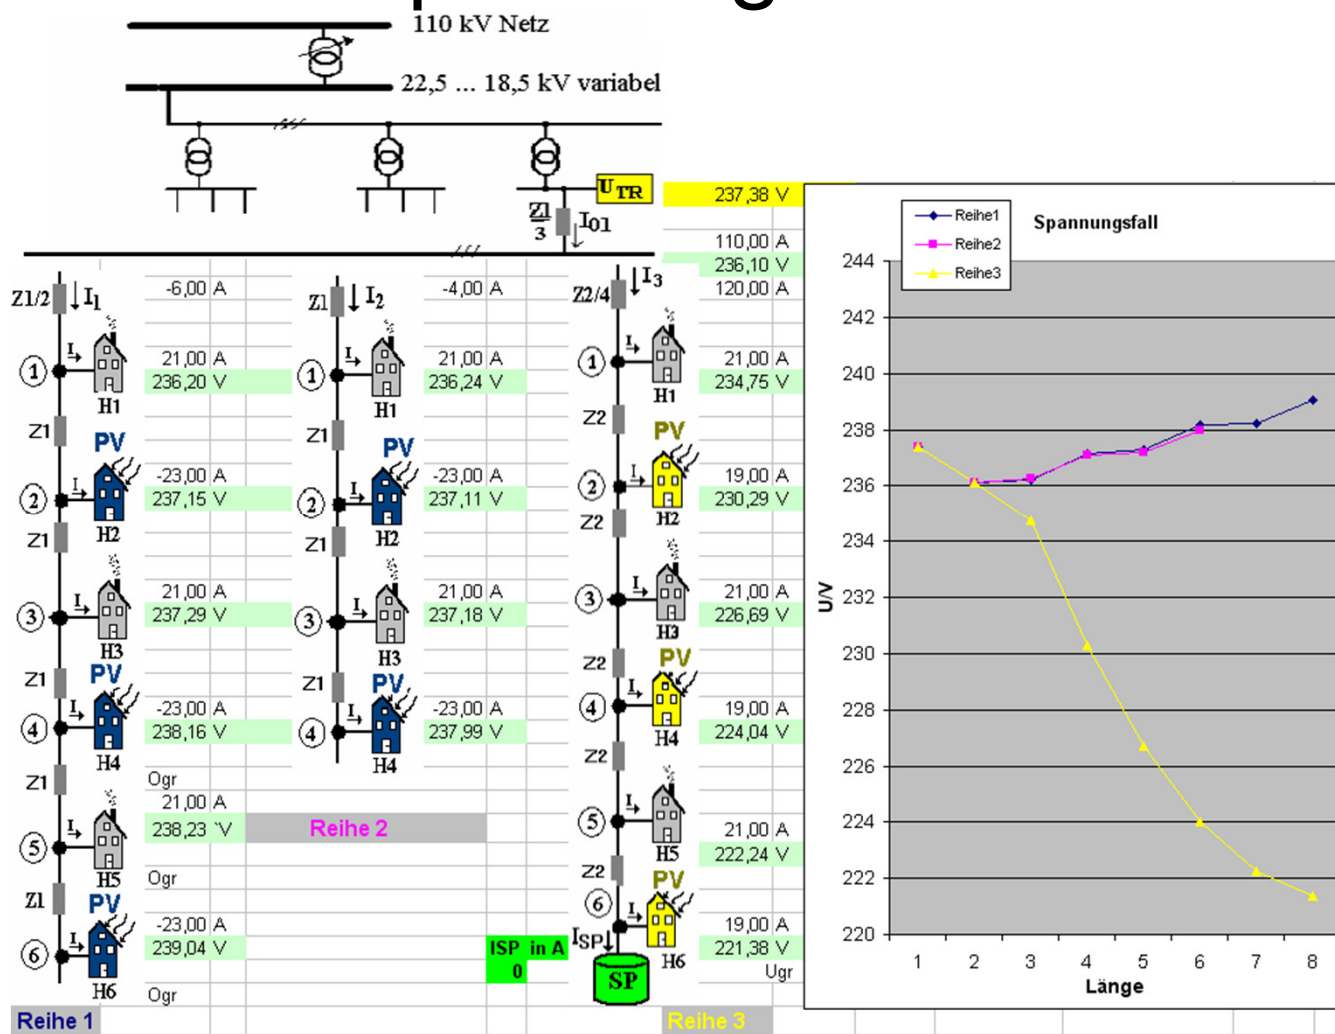 110 kV Netz
22,5 ... 18,5 kV variabel
UTR
237,38 V
Z1
3
I01
110,00 A
236,10 V
Z1/2
I1
-6,00 A
Z1
I2
-4,00 A
Z2/4
I3
120,00 A
1
I
H1
21,00 A
236,20 V
1
I
H1
21,00 A
236,24 V
1
I
H1
21,00 A
234,75 V
Z1
PV
Z1
PV
Z2
PV
2
I
H2
-23,00 A
237,15 V
2
I
H2
-23,00 A
237,11 V
2
I
H2
19,00 A
230,29 V
Z1
Z1
Z2
3
I
H3
21,00 A
237,29 V
3
I
H3
21,00 A
237,18 V
3
I
H3
21,00 A
226,69 V
Z1
PV
Z1
PV
Z2
PV
4
I
H4
-23,00 A
238,16 V
4
I
H4
-23,00 A
237,99 V
4
I
H4
19,00 A
224,04 V
Z1
Ogr
Z2
5
I
H5
21,00 A
238,23 V
Reihe 2
5
I
H5
21,00 A
222,24 V
Ogr
Z1
PV
Z2
PV
6
I
H6
-23,00 A
239,04 V
Ogr
ISP in A
0
6
I
H6
19,00 A
221,38 V
Ugr
ISP
SP
Reihe 1
Reihe 3
Reihe1
Reihe2
Reihe3
Spannungsfall
U/V
244
242
240
238
236
234
232
230
228
226
224
222
220
1 2 3 4 5 6 7 8
Länge